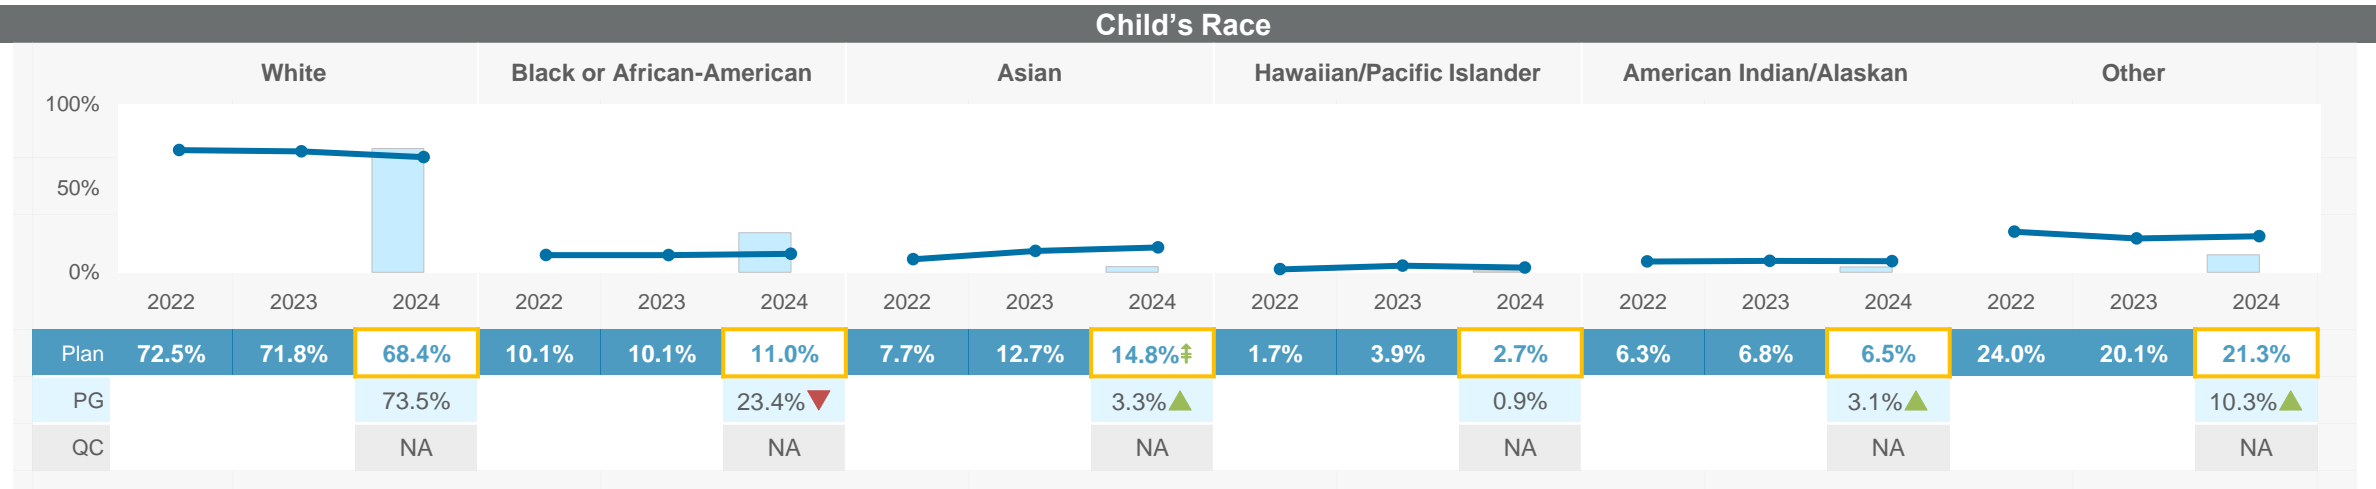 Child’s Race
White Black or African-American Asian Hawaiian/Pacific Islander American Indian/Alaskan Other
100%
50%
0%
2022 2023 2024 2022 2023 2024 2022 2023 2024 2022 2023 2024 2022 2023 2024 2022 2023 2024
Plan 72.5% 71.8% 68.4% 10.1% 10.1% 11.0% 7.7% 12.7% 14.8%⇞ 1.7% 3.9% 2.7% 6.3% 6.8% 6.5% 24.0% 20.1% 21.3%
PG 73.5% 23.4%▼ 3.3%▲ 0.9% 3.1%▲ 10.3%▲
QC NA NA NA NA NA NA